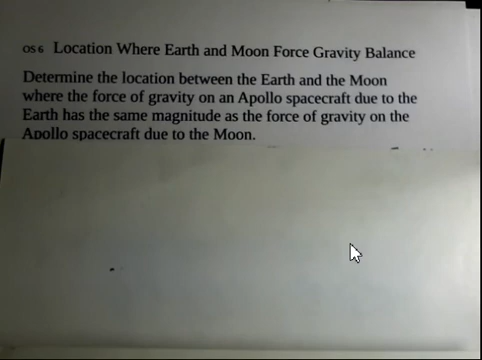 OS 6 Location Where Earth and Moon Force Gravity Balance
Determine the location between the Earth and the Moon
where the force of gravity on an Apollo spacecraft due to the
Earth has the same magnitude as the force of gravity on the
Apollo spacecraft due to the Moon.